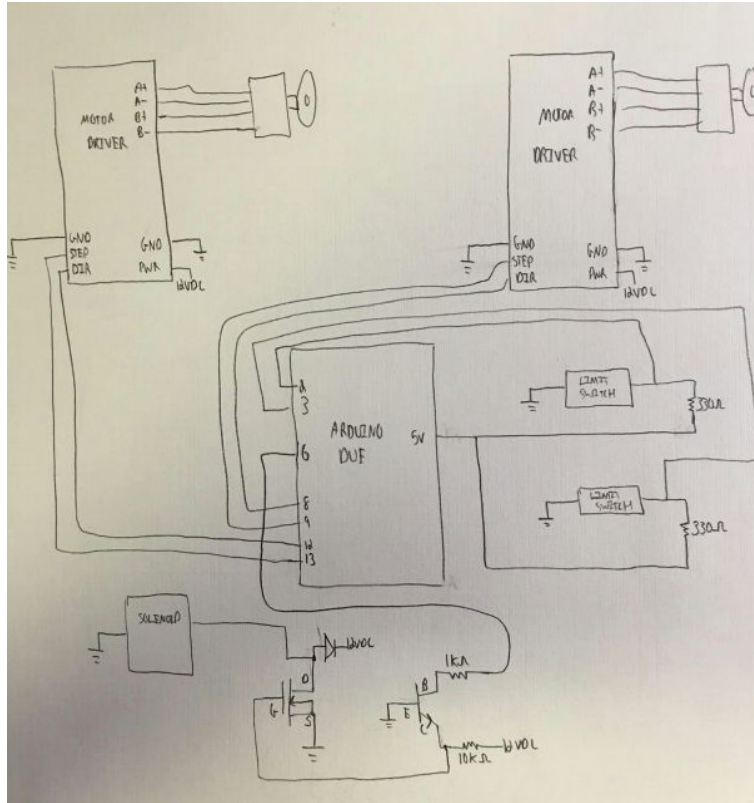 A+
A-
B+
B-
MOTOR
DRIVER
GND
STEP
DIR
GND
PWR
12VDC
A+
A-
B+
B-
MOTOR
DRIVER
GND
STEP
DIR
GND
PWR
12VDC
2
3
6
8
9
12
13
ARDUINO
DUE
5V
LIMIT
SWITCH
330Ω
LIMIT
SWITCH
330Ω
SOLENOID
12VDC
D
G
S
1KΩ
B
E
C
10KΩ
12VDC